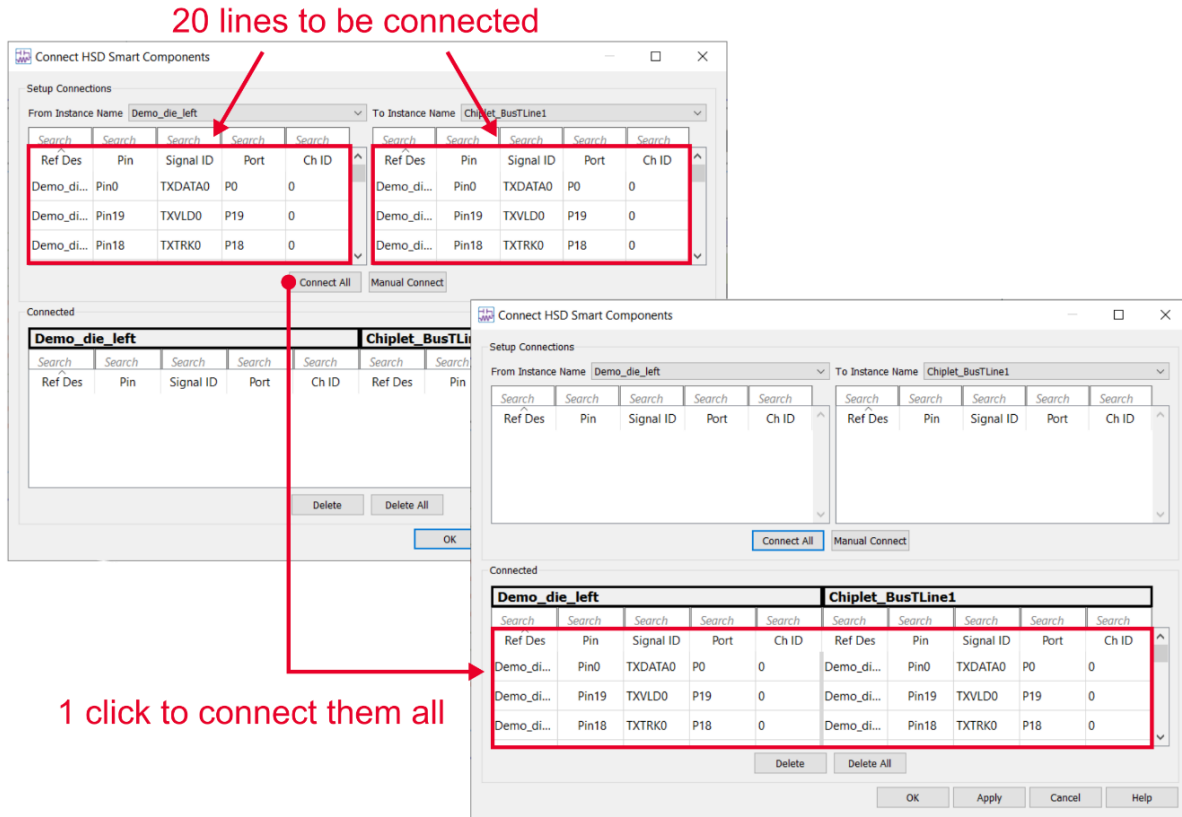 20 lines to be connected
Connect HSD Smart Components
Setup Connections
From Instance Name Demo_die_left To Instance Name Chiplet_BusTLine1
Search Search Search Search Search Search Search Search Search Search
Ref Des Pin Signal ID Port Ch ID Ref Des Pin Signal ID Port Ch ID
Demo_di... Pin0 TXDATA0 P0 0 Demo_di... Pin0 TXDATA0 P0 0
Demo_di... Pin19 TXVLD0 P19 0 Demo_di... Pin19 TXVLD0 P19 0
Demo_di... Pin18 TXTRK0 P18 0 Demo_di... Pin18 TXTRK0 P18 0
Connect All Manual Connect
Connected
Demo_die_left Chiplet_BusTLi
Search Search Search Search Search Search Search
Ref Des Pin Signal ID Port Ch ID Ref Des Pin
Delete Delete All
OK
Connect HSD Smart Components
Setup Connections
From Instance Name Demo_die_left To Instance Name Chiplet_BusTLine1
Search Search Search Search Search Search Search Search Search Search
Ref Des Pin Signal ID Port Ch ID Ref Des Pin Signal ID Port Ch ID
Connect All Manual Connect
Connected
Demo_die_left Chiplet_BusTLine1
Search Search Search Search Search Search Search Search Search Search
Ref Des Pin Signal ID Port Ch ID Ref Des Pin Signal ID Port Ch ID
Demo_di... Pin0 TXDATA0 P0 0 Demo_di... Pin0 TXDATA0 P0 0
Demo_di... Pin19 TXVLD0 P19 0 Demo_di... Pin19 TXVLD0 P19 0
Demo_di... Pin18 TXTRK0 P18 0 Demo_di... Pin18 TXTRK0 P18 0
Delete Delete All
OK Apply Cancel Help
1 click to connect them all